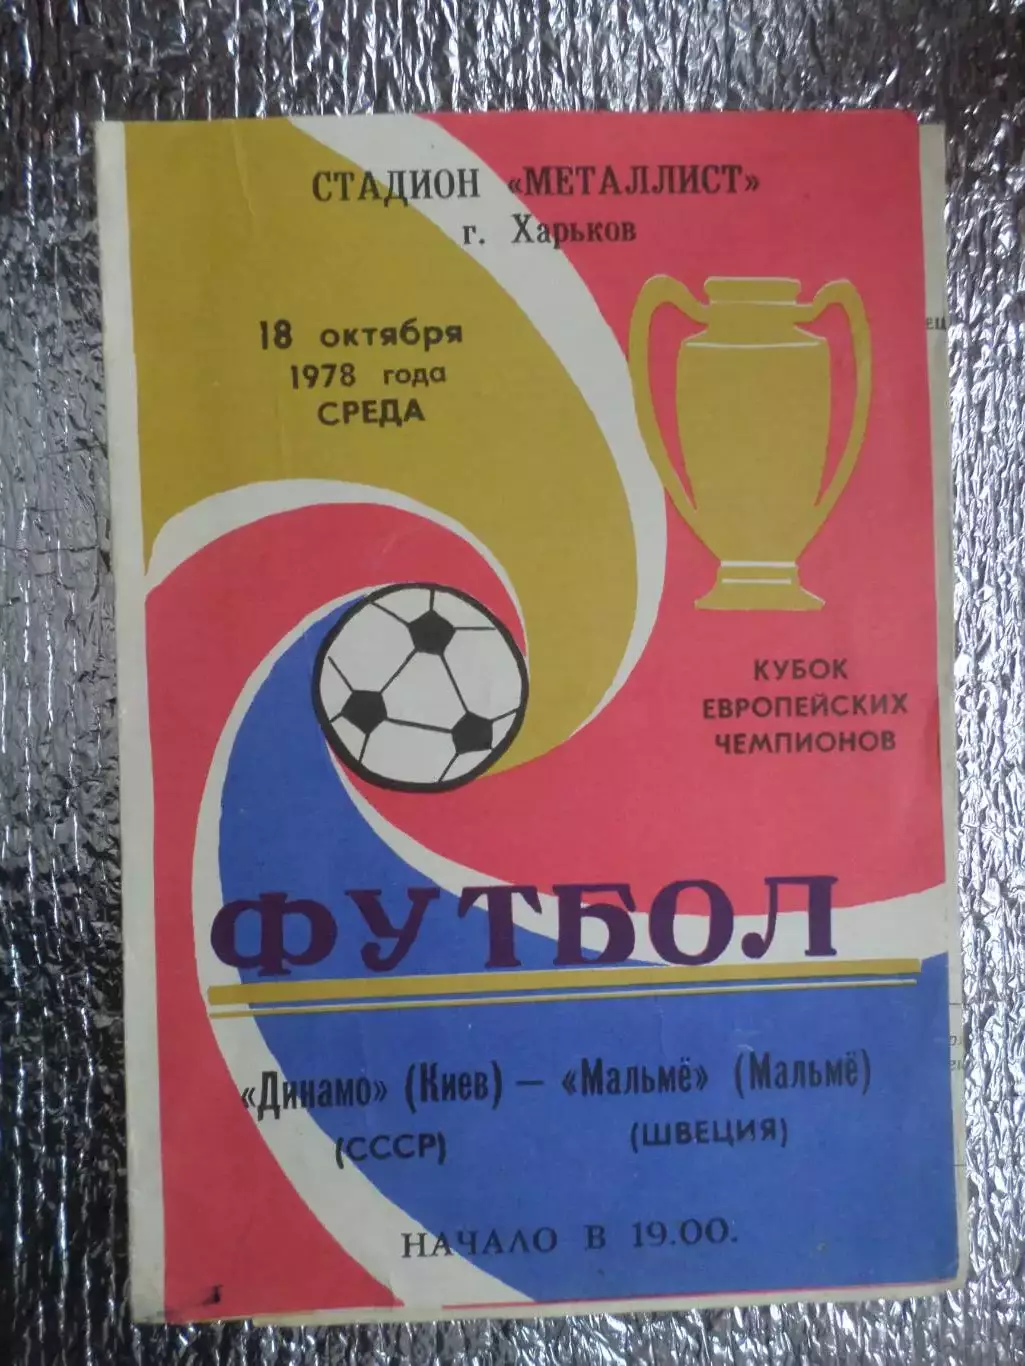 СТАДИОН «МЕТАЛЛИСТ»
г. Харьков
18 октября
1978 года
СРЕДА
КУБОК
ЕВРОПЕЙСКИХ
ЧЕМПИОНОВ
ФУТБОЛ
«Динамо» (Киев) — «Мальмё» (Мальмё)
(СССР) (ШВЕЦИЯ)
НАЧАЛО В 19.00.